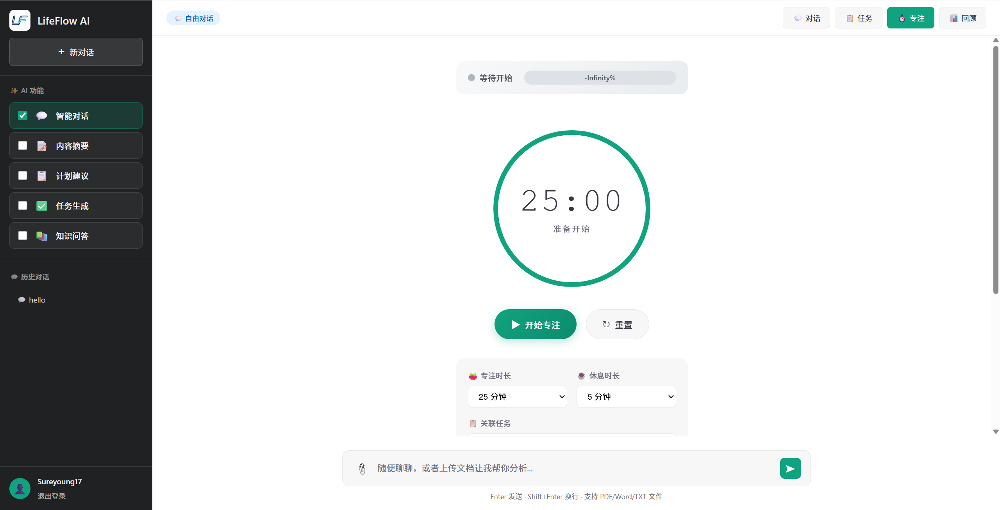 LifeFlow AI
+ 新对话
AI 功能
智能对话
内容摘要
计划建议
任务生成
知识问答
历史对话
hello
Sureyoung17
退出登录
自由对话
对话
任务
专注
回顾
等待开始
-Infinity%
25:00
准备开始
开始专注
重置
专注时长
休息时长
25 分钟
5 分钟
关联任务
随便聊聊，或者上传文档让我帮你分析...
Enter 发送 · Shift+Enter 换行 · 支持 PDF/Word/TXT 文件